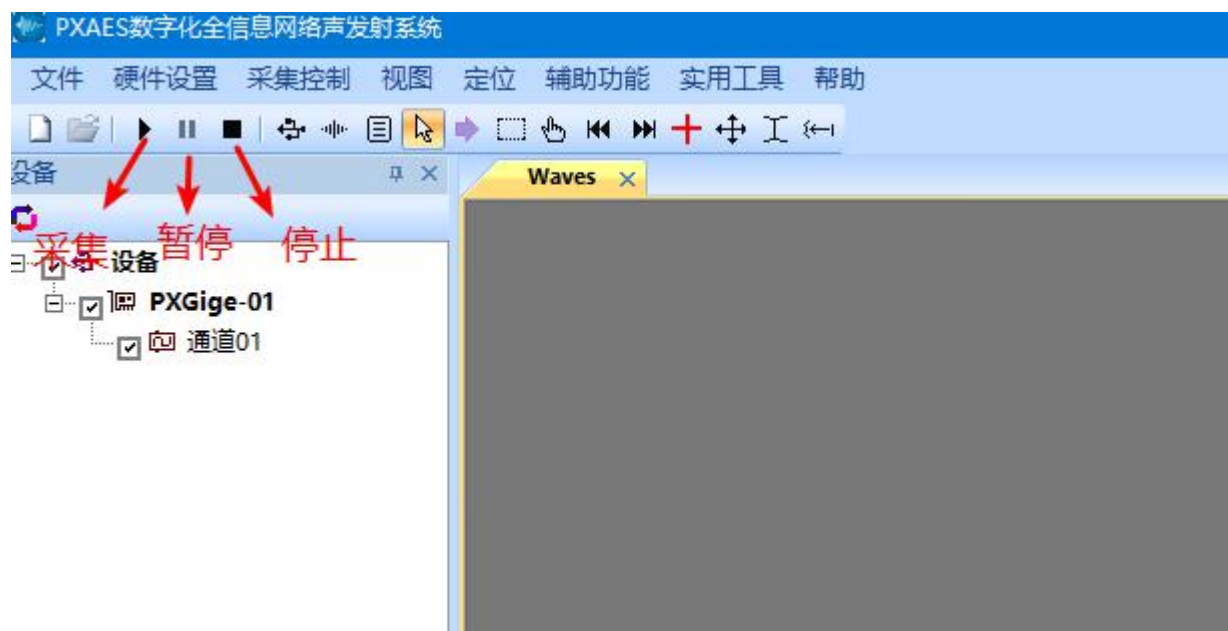 PXAES数字化全信息网络声发射系统
文件 硬件设置 采集控制 视图 定位 辅助功能 实用工具 帮助
设备
Waves
采集 暂停 停止
设备
PXGige-01
通道01